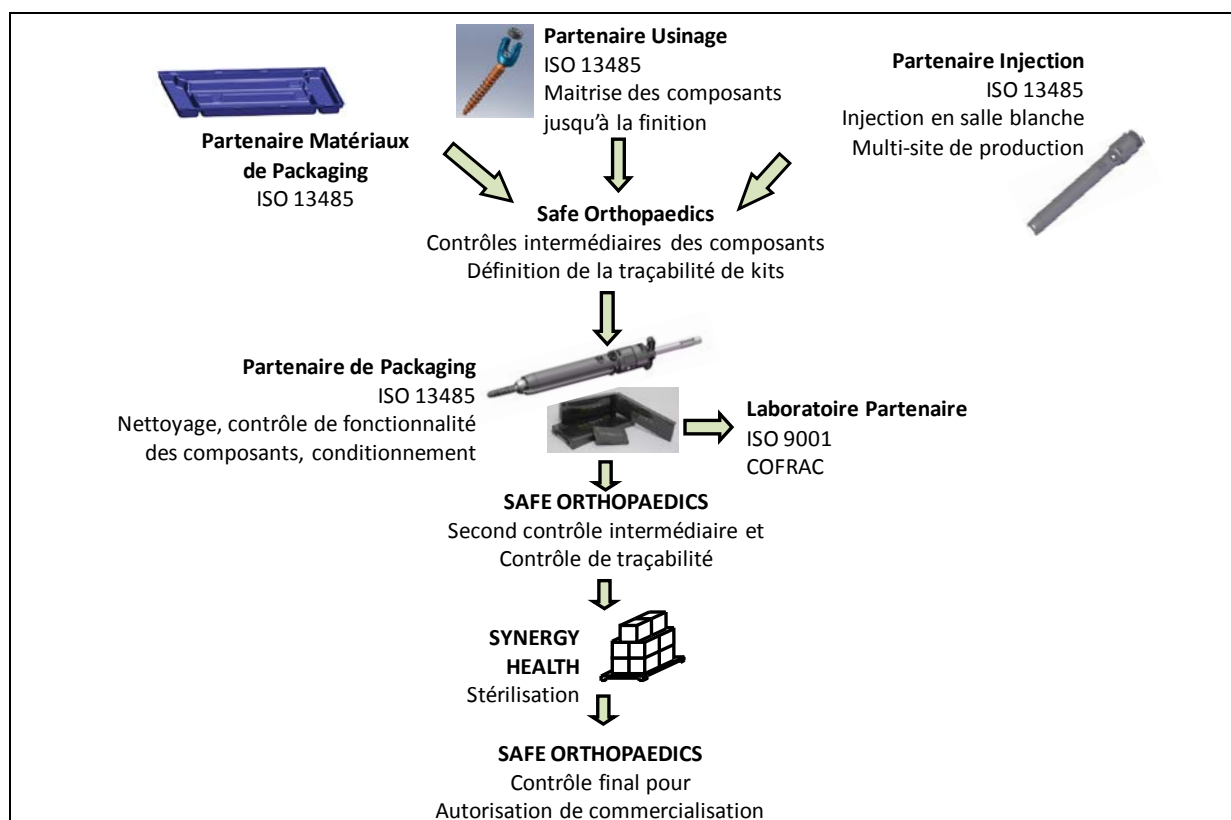 Partenaire Matériaux
de Packaging
ISO 13485
Partenaire Usinage
ISO 13485
Maitrise des composants
jusqu'à la finition
Partenaire Injection
ISO 13485
Injection en salle blanche
Multi-site de production
Safe Orthopaedics
Contrôles intermédiaires des composants
Définition de la traçabilité de kits
Partenaire de Packaging
ISO 13485
Nettoyage, contrôle de fonctionnalité
des composants, conditionnement
Laboratoire Partenaire
ISO 9001
COFRAC
SAFE ORTHOPAEDICS
Second contrôle intermédiaire et
Contrôle de traçabilité
SYNERGY
HEALTH
Stérilisation
SAFE ORTHOPAEDICS
Contrôle final pour
Autorisation de commercialisation